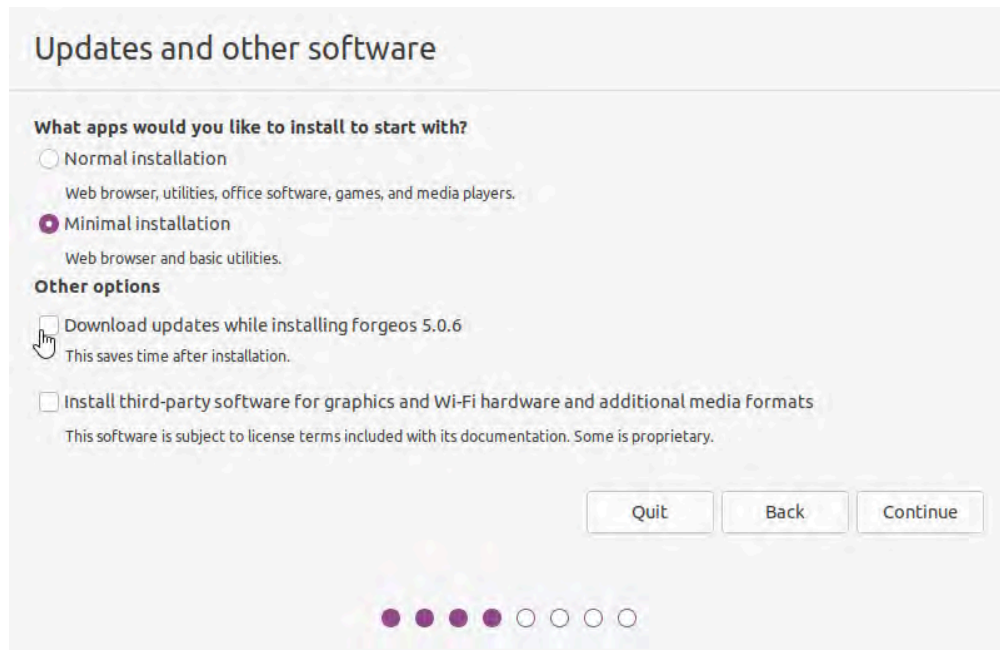 Updates and other software
What apps would you like to install to start with?
Normal installation
Web browser, utilities, office software, games, and media players.
Minimal installation
Web browser and basic utilities.
Other options
Download updates while installing forgeos 5.0.6
This saves time after installation.
Install third-party software for graphics and Wi-Fi hardware and additional media formats
This software is subject to license terms included with its documentation. Some is proprietary.
Quit Back Continue